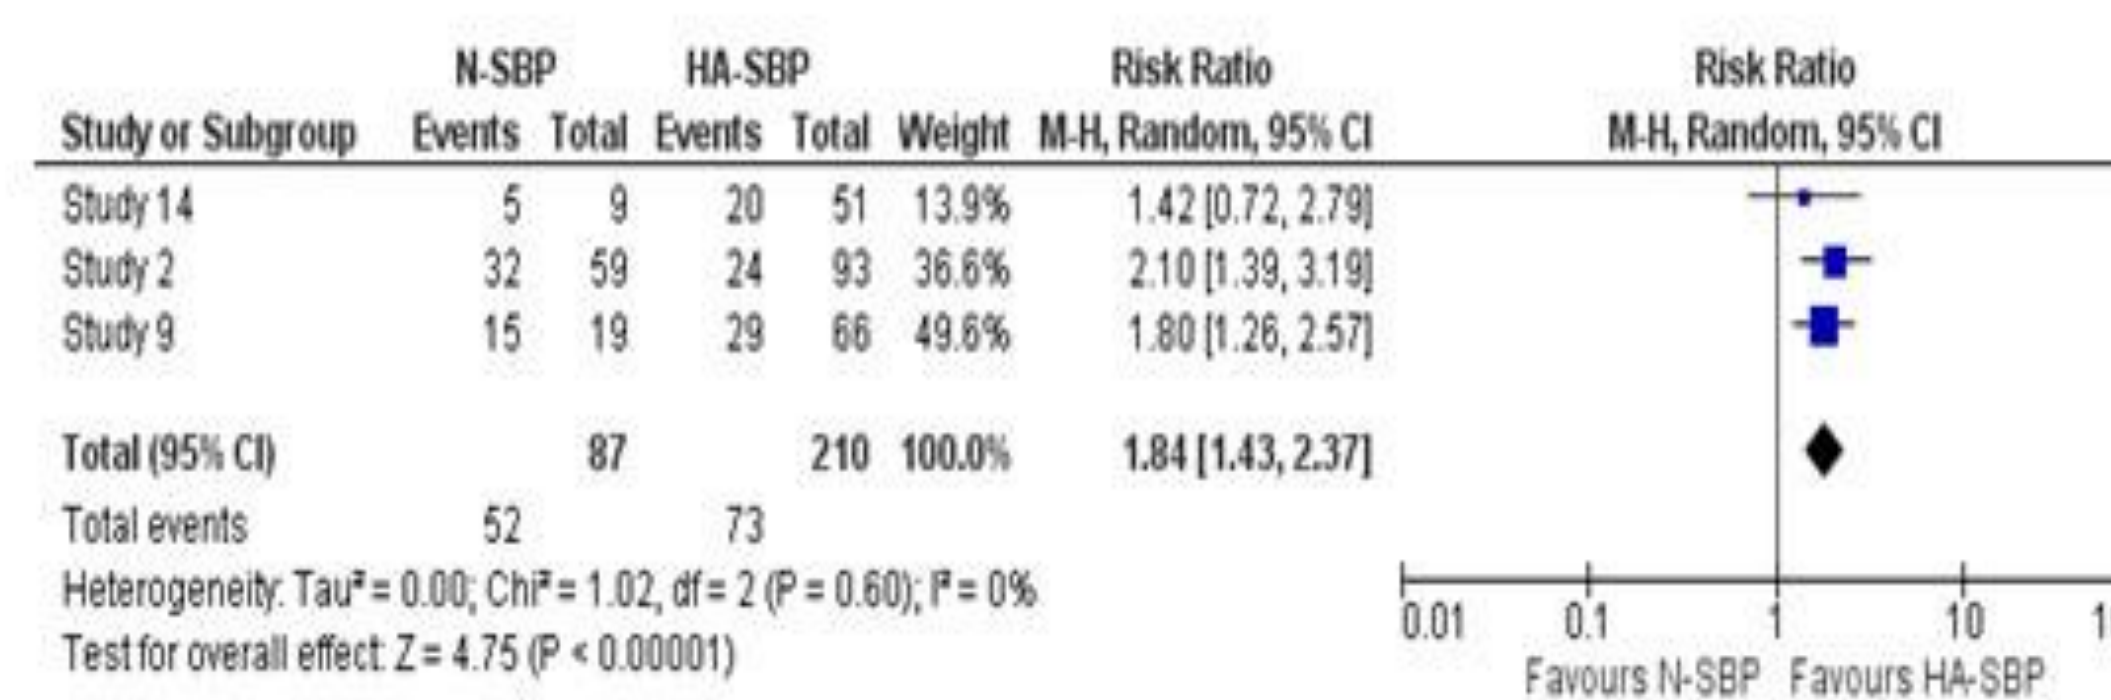 N-SBP HA-SBP Risk Ratio Risk Ratio
Study or Subgroup Events Total Events Total Weight M-H, Random, 95% CI M-H, Random, 95% CI
Study 14 5 9 20 51 13.9% 1.42 [0.72, 2.79]
Study 2 32 59 24 93 36.6% 2.10 [1.39, 3.19]
Study 9 15 19 29 66 49.6% 1.80 [1.26, 2.57]
Total (95% CI) 87 210 100.0% 1.84 [1.43, 2.37]
Total events 52 73
Heterogeneity: Tau² = 0.00; Chi² = 1.02, df = 2 (P = 0.60); I² = 0%
Test for overall effect: Z = 4.75 (P < 0.00001)
0.01 0.1 1 10
Favours N-SBP Favours HA-SBP